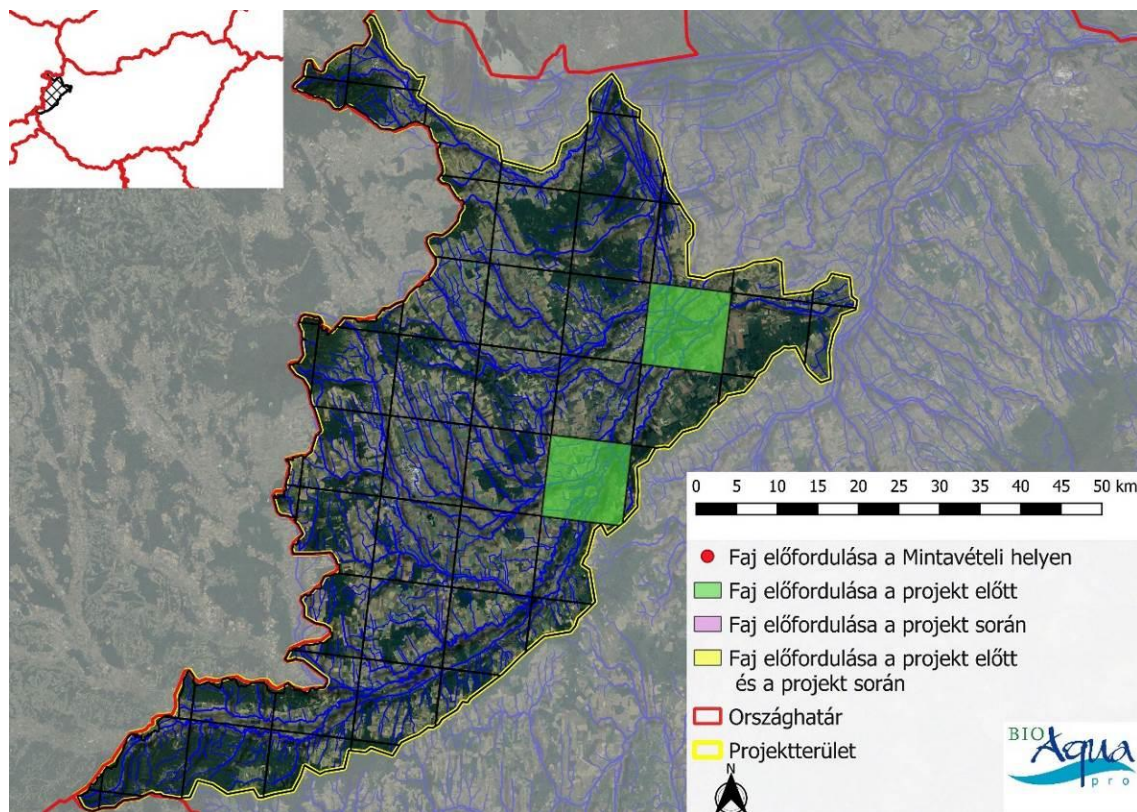 0 5 10 15 20 25 30 35 40 45 50 km
Faj előfordulása a Mintavételi helyen
Faj előfordulása a projekt előtt
Faj előfordulása a projekt során
Faj előfordulása a projekt előtt
és a projekt során
Országhatár
Projektterület
N
BIO
Aqua
pro